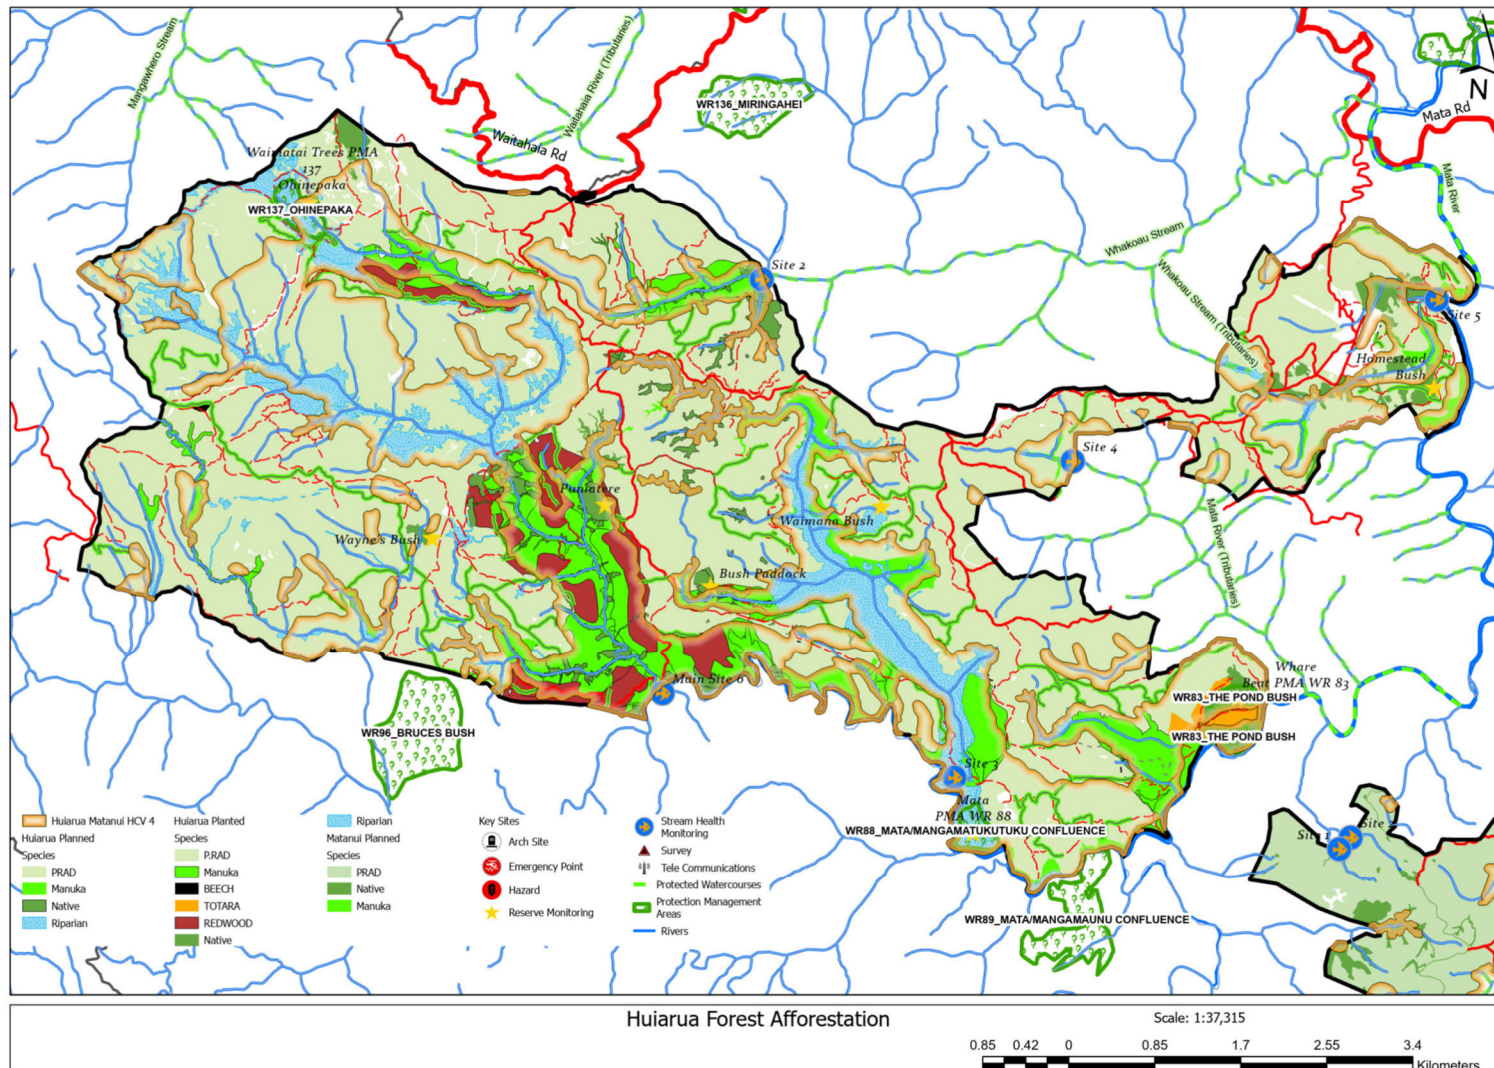 Mangawhero Stream
Waitahaia River (Tributaries)
Waitahaia Rd
WR136_MIRINGAHEI
N
Mata Rd
Mata River
Waimatai Trees PMA
137
Ohinepaka
WR137_OHINEPAKA
Whakoau Stream
Whakoau Stream (Tributaries)
Site 2
Site 5
Homestead
Bush
Site 4
Puniatere
Waimana Bush
Wayne's Bush
Bush Paddock
Mata River (Tributaries)
Main Site 6
Whare
Beat PMA WR 83
WR83_THE POND BUSH
WR83_THE POND BUSH
WR96_BRUCES BUSH
Site 3
Mata
PMA WR 88
WR88_MATA/MANGAMATUKUTUKU CONFLUENCE
Site 1
WR89_MATA/MANGAMAUNU CONFLUENCE
Huiarua Matanui HCV 4
Huiarua Planned
Species
PRAD
Manuka
Native
Riparian
Huiarua Planted
Species
P.RAD
Manuka
BEECH
TOTARA
REDWOOD
Native
Riparian
Matanui Planned
Species
PRAD
Native
Manuka
Key Sites
Arch Site
Emergency Point
Hazard
Reserve Monitoring
Stream Health
Monitoring
Survey
Tele Communications
Protected Watercourses
Protection Management
Areas
Rivers
Huiarua Forest Afforestation
Scale: 1:37,315
0.85 0.42 0 0.85 1.7 2.55 3.4
Kilometers